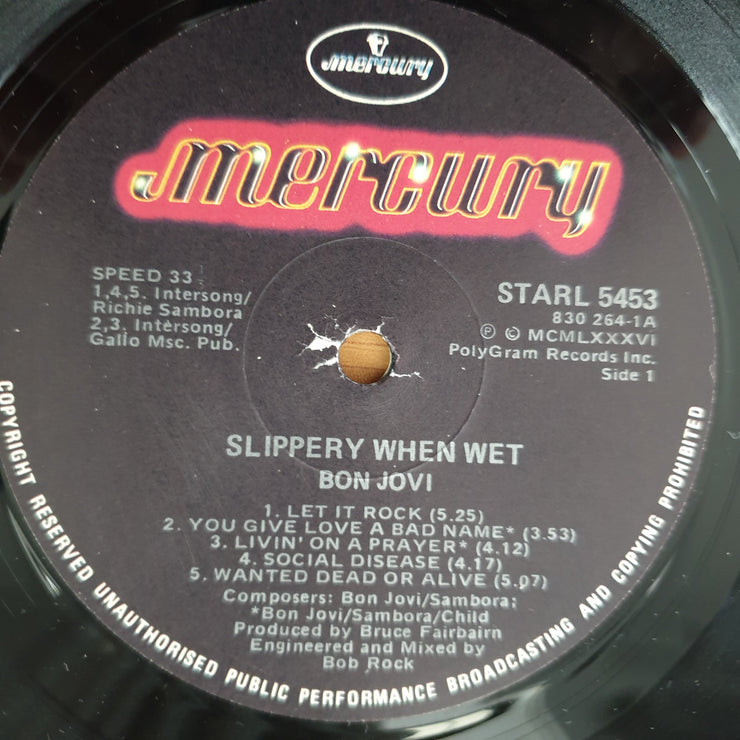 mercury
mercury
SPEED 33 1/3
1,4,5. Intersong/
Richie Sambora
2,3. Intersong/
Gallo Msc. Pub.
STARL 5453
830 264-1A
Ⓟ © MCMLXXXVI
PolyGram Records Inc.
Side 1
SLIPPERY WHEN WET
BON JOVI
1. LET IT ROCK (5.25)
2. YOU GIVE LOVE A BAD NAME* (3.53)
3. LIVIN' ON A PRAYER* (4.12)
4. SOCIAL DISEASE (4.17)
5. WANTED DEAD OR ALIVE (5.07)
Composers: Bon Jovi/Sambora;
*Bon Jovi/Sambora/Child
Produced by Bruce Fairbairn
Engineered and Mixed by
Bob Rock
COPYRIGHT RESERVED UNAUTHORISED PUBLIC PERFORMANCE BROADCASTING AND COPYING PROHIBITED